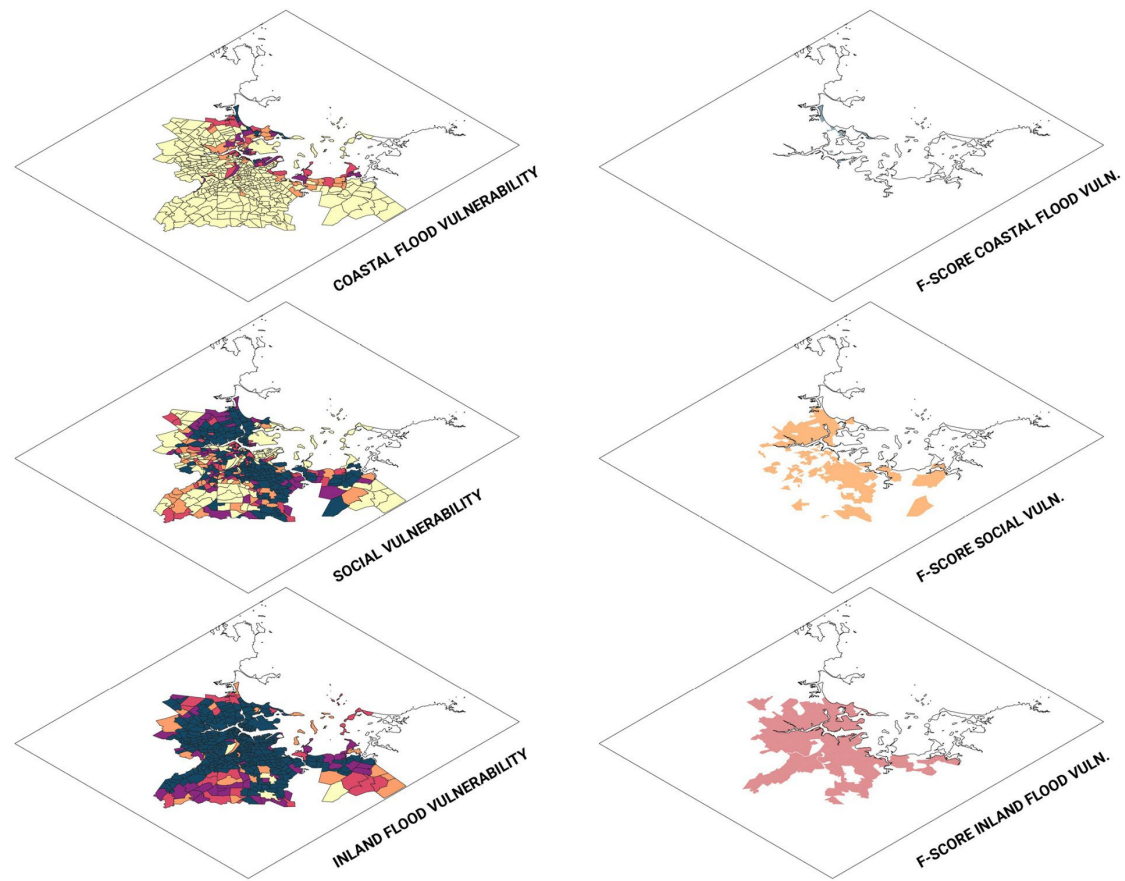 COASTAL FLOOD VULNERABILITY
F-SCORE COASTAL FLOOD VULN.
SOCIAL VULNERABILITY
F-SCORE SOCIAL VULN.
INLAND FLOOD VULNERABILITY
F-SCORE INLAND FLOOD VULN.